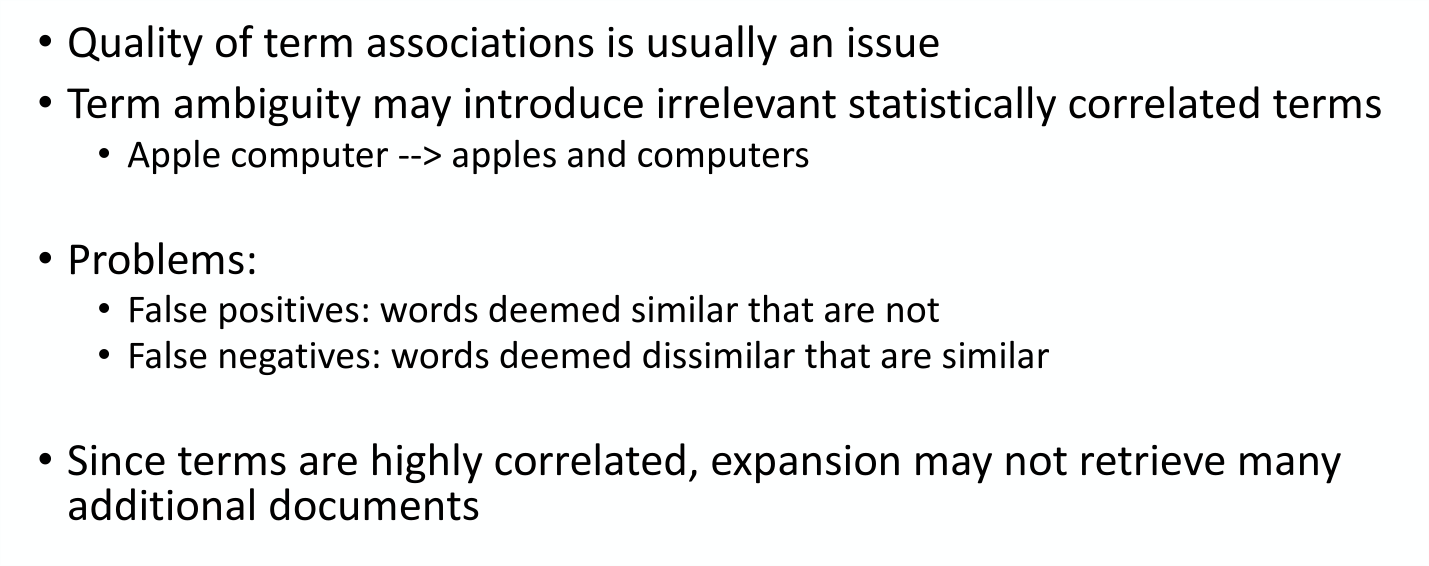 • Quality of term associations is usually an issue
• Term ambiguity may introduce irrelevant statistically correlated terms
• Apple computer --> apples and computers
• Problems:
• False positives: words deemed similar that are not
• False negatives: words deemed dissimilar that are similar
• Since terms are highly correlated, expansion may not retrieve many
additional documents